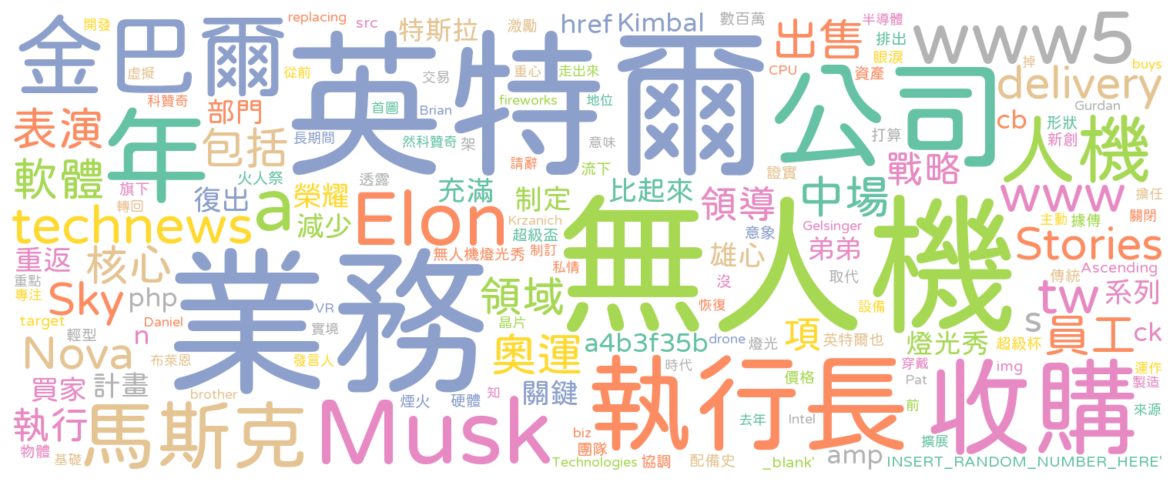 開發
replacing
src
特斯拉
激勵
href
Kimbal
數百萬
半導體
排出
眼淚
出售
www5
金巴爾
虛擬
從前
英特爾
交易
重心
走出來
CPU
資產
掉
buys
科贊奇
公司
delivery
表演
部門
年
首圖
Brian
fireworks
地位
Gurdan
長期間
然科贊奇
架
意味
打算
cb
形狀
新創
人機
包括
軟體
火人祭
請辭
流下
證實
戰略
旗下
復出
榮耀
透露
充滿
制定
比起來
領導
中場
www
擔任
轉回
減少
a
Elon
Krzanich
超級盃
無人機
Gelsinger
主動
據傳
關閉
technews
意象
弟弟
Stories
重返
核心
無人機燈光秀
制訂
私情
雄心
取代
傳統
Ascending
重點
專注
Sky
php
業務
VR
實境
領域
晶片
沒
恢復
設備
tw
系列
target
輕型
Daniel
n
a4b3f35b
drone
燈光
英特爾也
s
項
燈光秀
超級杯
員工
ck
Nova
布萊恩
發言人
奧運
時代
價格
穿戴
img
運作
製造
買家
計畫
brother
煙火
硬體
知
關鍵
執行長
Pat
前
收購
來源
執行
馬斯克
Musk
biz
團隊
去年
Intel
擴展
物體
基礎
Technologies
協調
配備史
_blank'
amp
INSERT_RANDOM_NUMBER_HERE'